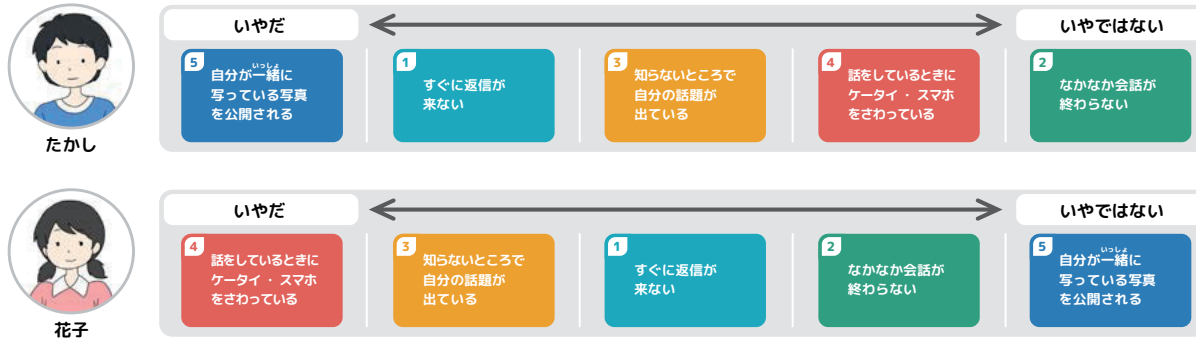 いやだ
いやではない
5
いっしょ
自分が一緒に
写っている写真
を公開される
1
すぐに返信が
来ない
3
知らないところで
自分の話題が
出ている
4
話をしているときに
ケータイ・スマホ
をさわっている
2
なかなか会話が
終わらない
たかし
いやだ
いやではない
4
話をしているときに
ケータイ・スマホ
をさわっている
3
知らないところで
自分の話題が
出ている
1
すぐに返信が
来ない
2
なかなか会話が
終わらない
5
いっしょ
自分が一緒に
写っている写真
を公開される
花子